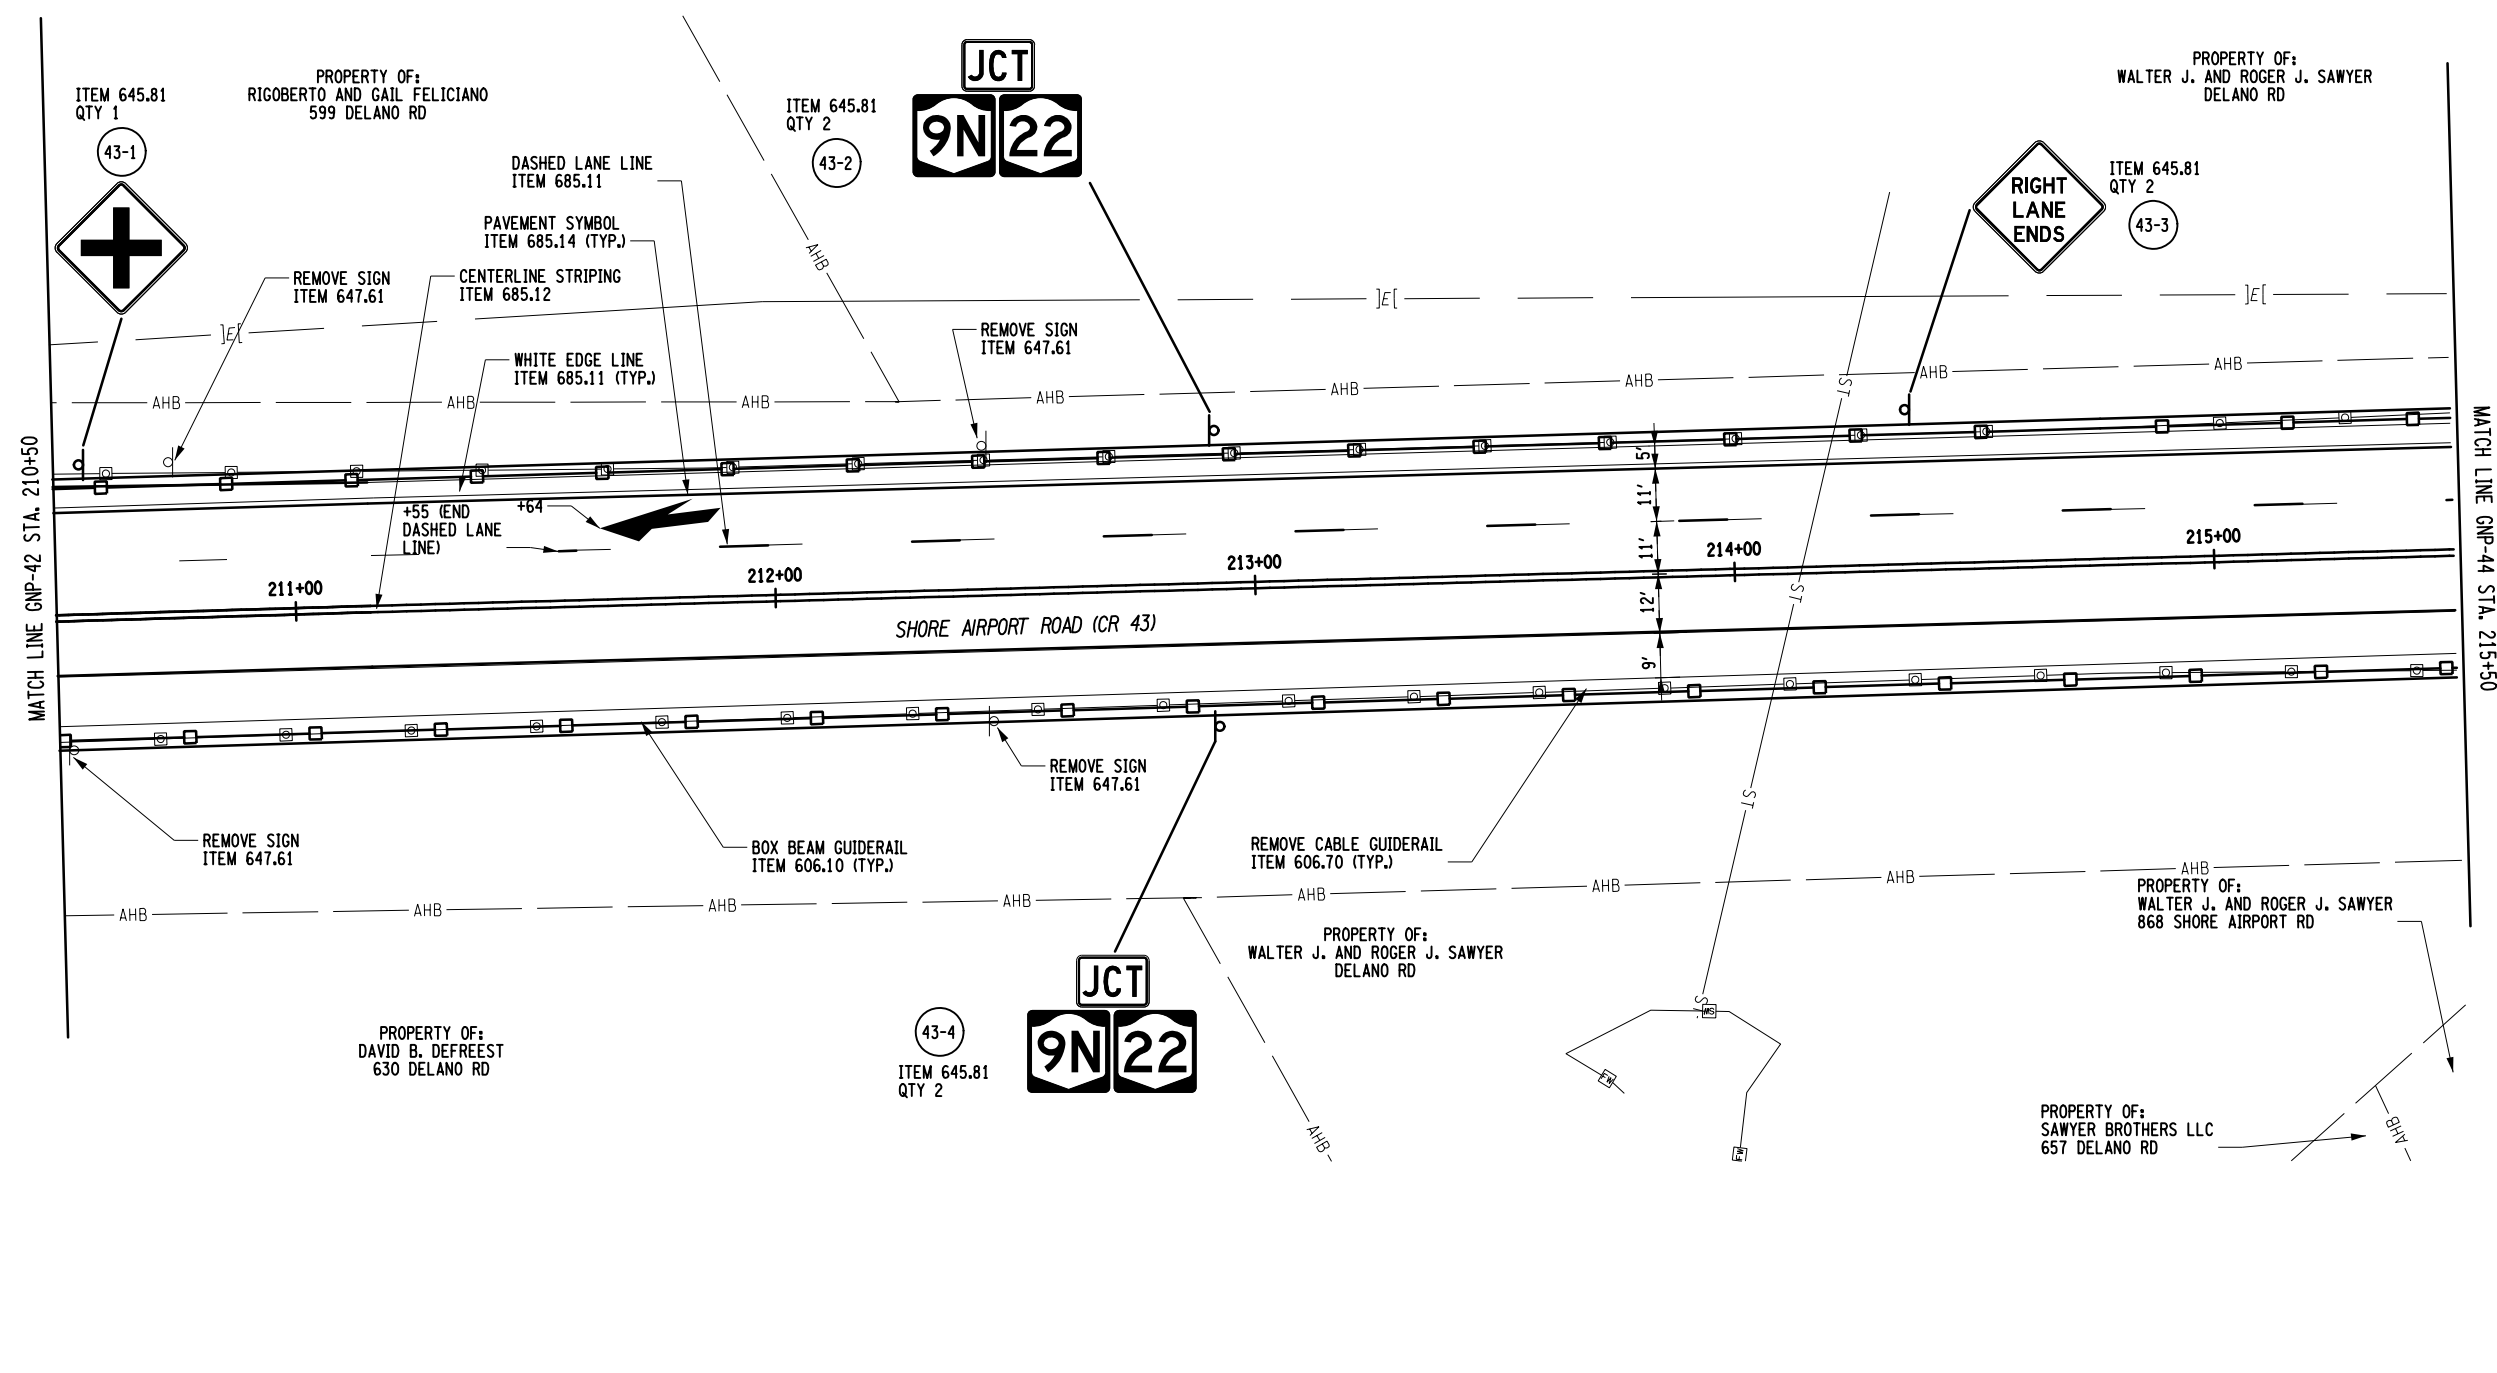 ITEM 645.81
QTY 1
43-1
PROPERTY OF:
RIGOBERTO AND GAIL FELICIANO
599 DELANO RD
ITEM 645.81
QTY 2
43-2
JCT
9N 22
PROPERTY OF:
WALTER J. AND ROGER J. SAWYER
DELANO RD
RIGHT
LANE
ENDS
ITEM 645.81
QTY 2
43-3
DASHED LANE LINE
ITEM 685.11
PAVEMENT SYMBOL
ITEM 685.14 (TYP.)
CENTERLINE STRIPING
ITEM 685.12
REMOVE SIGN
ITEM 647.61
WHITE EDGE LINE
ITEM 685.11 (TYP.)
REMOVE SIGN
ITEM 647.61
AHB
]E[
]E[
]E[
AHB
AHB
AHB
AHB
AHB
AHB
AHB
AHB
ST
MATCH LINE GNP-42 STA. 210+50
MATCH LINE GNP-44 STA. 215+50
5'
11'
11'
12'
9'
+55 (END
DASHED LANE
LINE)
+64
211+00
212+00
213+00
214+00
215+00
SHORE AIRPORT ROAD (CR 43)
ST
ST
REMOVE SIGN
ITEM 647.61
REMOVE SIGN
ITEM 647.61
BOX BEAM GUIDERAIL
ITEM 606.10 (TYP.)
REMOVE CABLE GUIDERAIL
ITEM 606.70 (TYP.)
AHB
AHB
AHB
AHB
AHB
AHB
AHB
AHB
PROPERTY OF:
WALTER J. AND ROGER J. SAWYER
868 SHORE AIRPORT RD
PROPERTY OF:
WALTER J. AND ROGER J. SAWYER
DELANO RD
JCT
9N 22
43-4
ITEM 645.81
QTY 2
PROPERTY OF:
DAVID B. DEFREEST
630 DELANO RD
WS
FW
FW
AHB
AHB
PROPERTY OF:
SAWYER BROTHERS LLC
657 DELANO RD